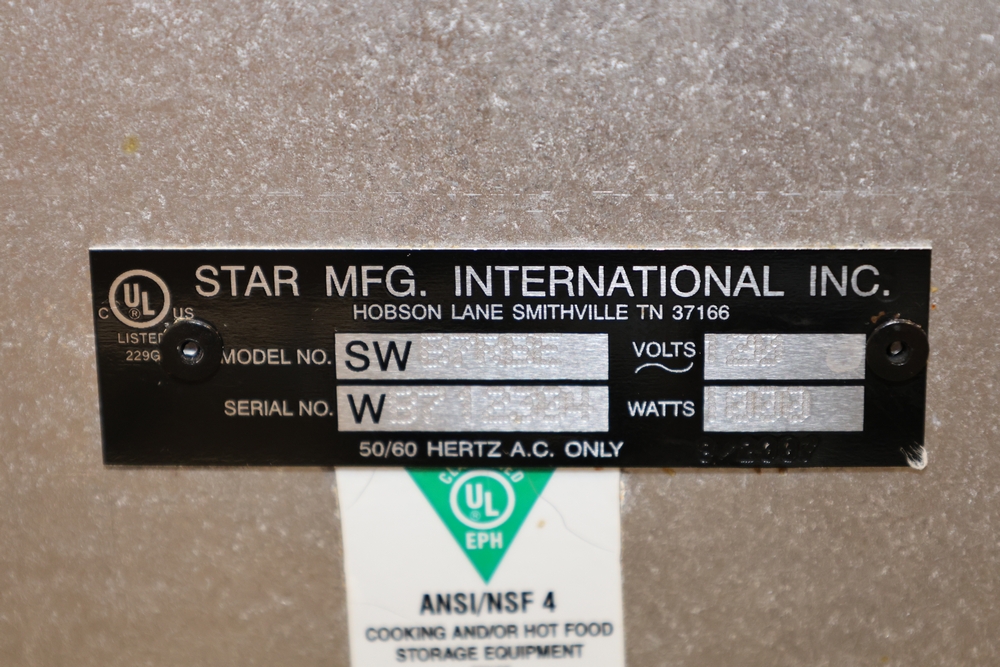 STAR MFG. INTERNATIONAL INC.
HOBSON LANE SMITHVILLE TN 37166
UL
®
C US
LISTED
229G
MODEL NO. SW
VOLTS
SERIAL NO. W
WATTS
50/60 HERTZ A.C. ONLY
UL
®
EPH
ANSI/NSF 4
COOKING AND/OR HOT FOOD
STORAGE EQUIPMENT